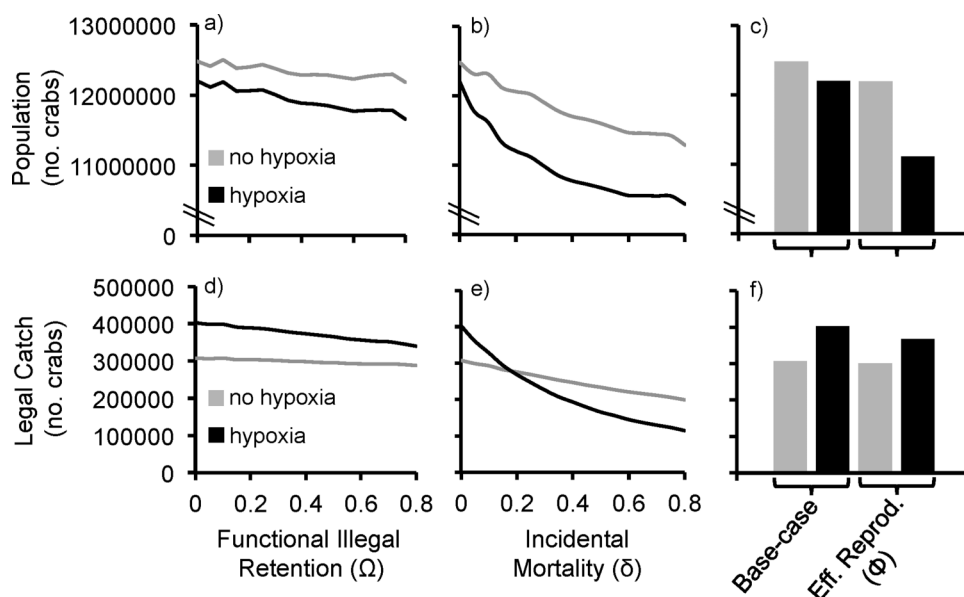 a)
b)
c)
13000000
12000000
11000000
0
Population
(no. crabs)
no hypoxia
hypoxia
d)
e)
f)
500000
400000
300000
200000
100000
0
Legal Catch
(no. crabs)
no hypoxia
hypoxia
0 0.2 0.4 0.6 0.8
0 0.2 0.4 0.6 0.8
Functional Illegal
Retention (Ω)
Incidental
Mortality (δ)
Base-case
Eff. Reprod.
(Φ)